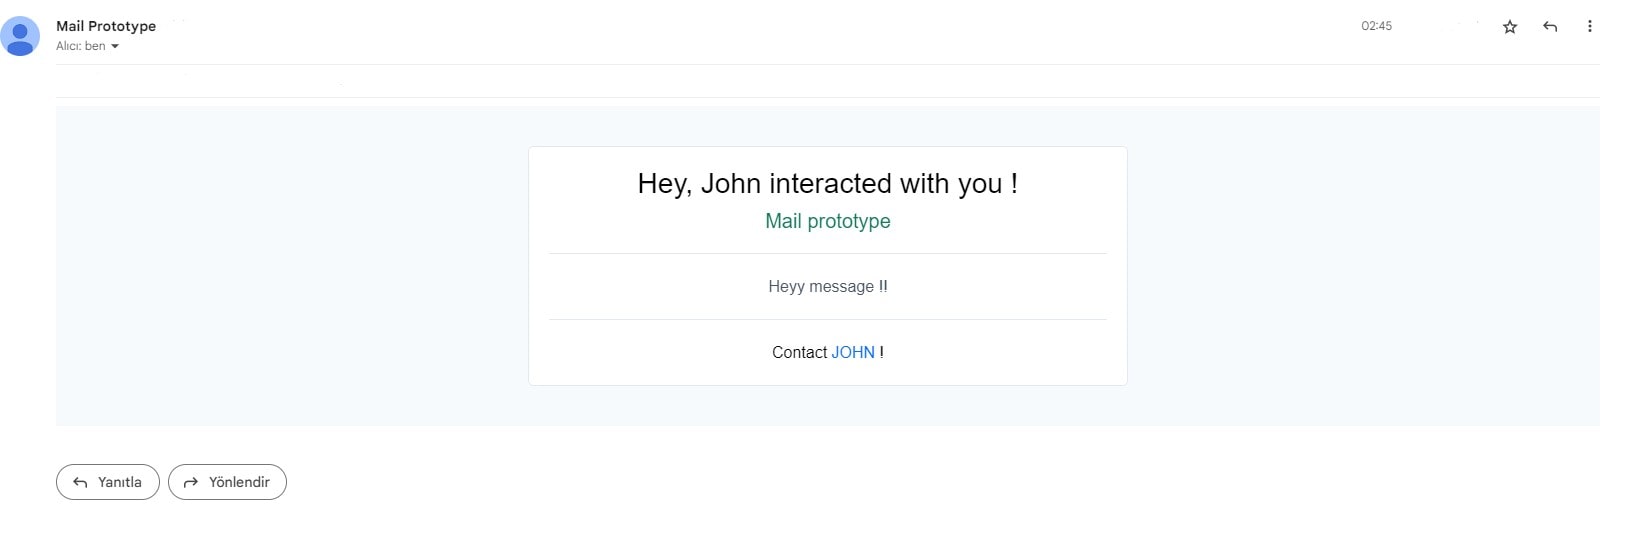 Mail Prototype
02:45
Alıcı: ben
Hey, John interacted with you !
Mail prototype
Heyy message !!
Contact JOHN !
Yanıtla
Yönlendir